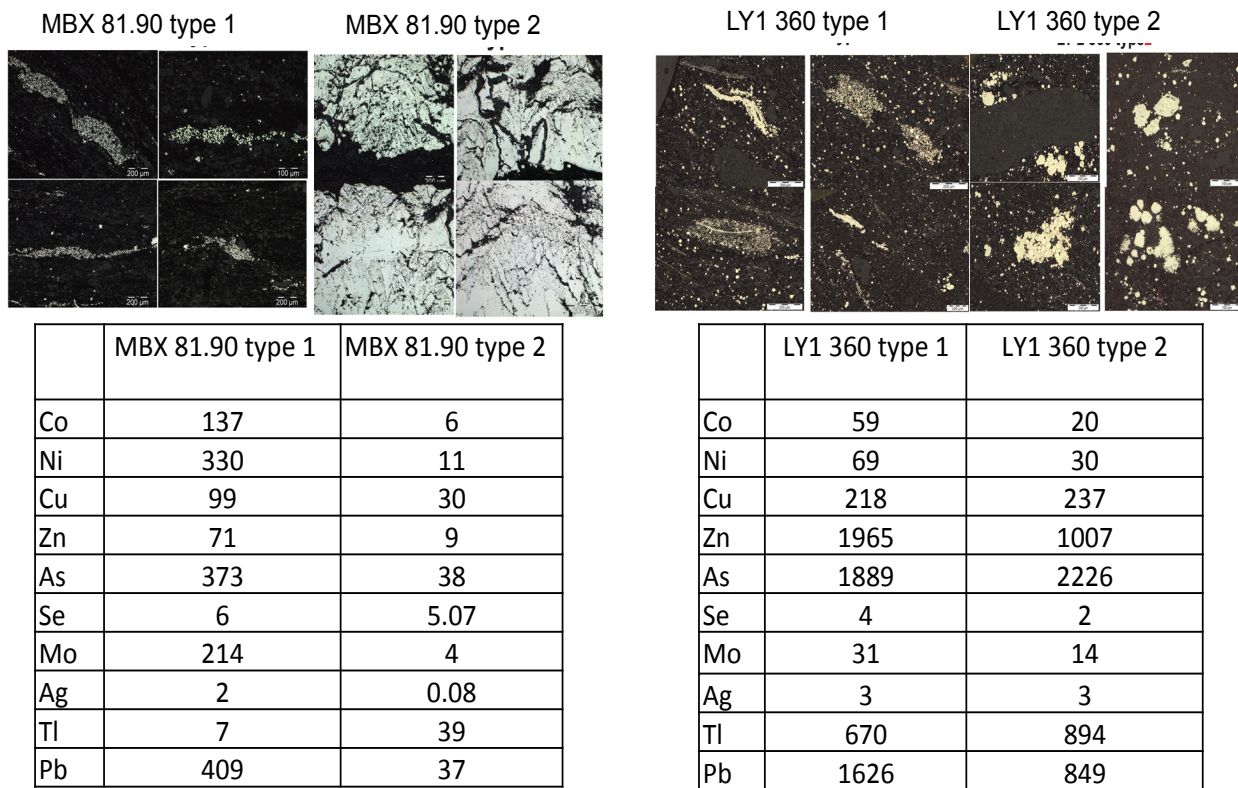 MBX 81.90 type 1
MBX 81.90 type 2
LY1 360 type 1
LY1 360 type 2
200 µm
100 µm
200 µm
200 µm
MBX 81.90 type 1 MBX 81.90 type 2
Co 137 6
Ni 330 11
Cu 99 30
Zn 71 9
As 373 38
Se 6 5.07
Mo 214 4
Ag 2 0.08
Tl 7 39
Pb 409 37
LY1 360 type 1 LY1 360 type 2
Co 59 20
Ni 69 30
Cu 218 237
Zn 1965 1007
As 1889 2226
Se 4 2
Mo 31 14
Ag 3 3
Tl 670 894
Pb 1626 849